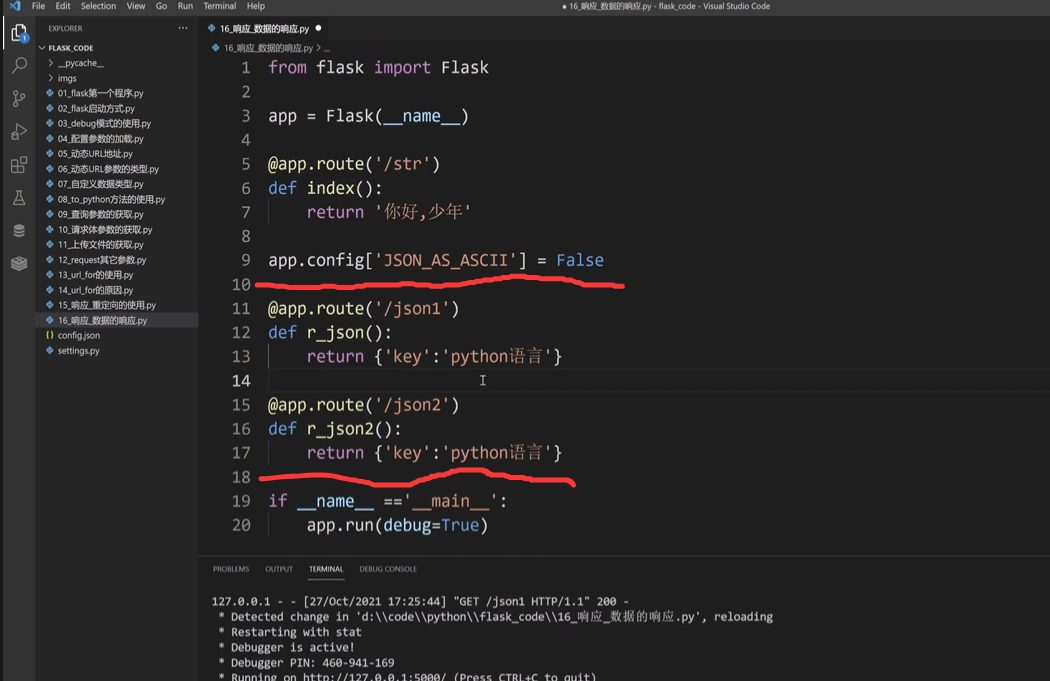 File Edit Selection View Go Run Terminal Help
● 16_响应_数据的响应.py - flask_code - Visual Studio Code
EXPLORER ···
FLASK_CODE
__pycache__
imgs
01_flask第一个程序.py
02_flask启动方式.py
03_debug模式的使用.py
04_配置参数的加载.py
05_动态URL地址.py
06_动态URL参数的类型.py
07_自定义数据类型.py
08_to_python方法的使用.py
09_查询参数的获取.py
10_请求体参数的获取.py
11_上传文件的获取.py
12_request其它参数.py
13_url_for的使用.py
14_url_for的原因.py
15_响应_重定向的使用.py
16_响应_数据的响应.py
{} config.json
settings.py
1
16_响应_数据的响应.py ●
16_响应_数据的响应.py > ...
1 from flask import Flask
2
3 app = Flask(__name__)
4
5 @app.route('/str')
6 def index():
7 return '你好,少年'
8
9 app.config['JSON_AS_ASCII'] = False
10
11 @app.route('/json1')
12 def r_json():
13 return {'key':'python语言'}
14
15 @app.route('/json2')
16 def r_json2():
17 return {'key':'python语言'}
18
19 if __name__ =='__main__':
20 app.run(debug=True)
PROBLEMS OUTPUT TERMINAL DEBUG CONSOLE
127.0.0.1 - - [27/Oct/2021 17:25:44] "GET /json1 HTTP/1.1" 200 -
* Detected change in 'd:\\code\\python\\flask_code\\16_响应_数据的响应.py', reloading
* Restarting with stat
* Debugger is active!
* Debugger PIN: 460-941-169
* Running on http://127.0.0.1:5000/ (Press CTRL+C to quit)